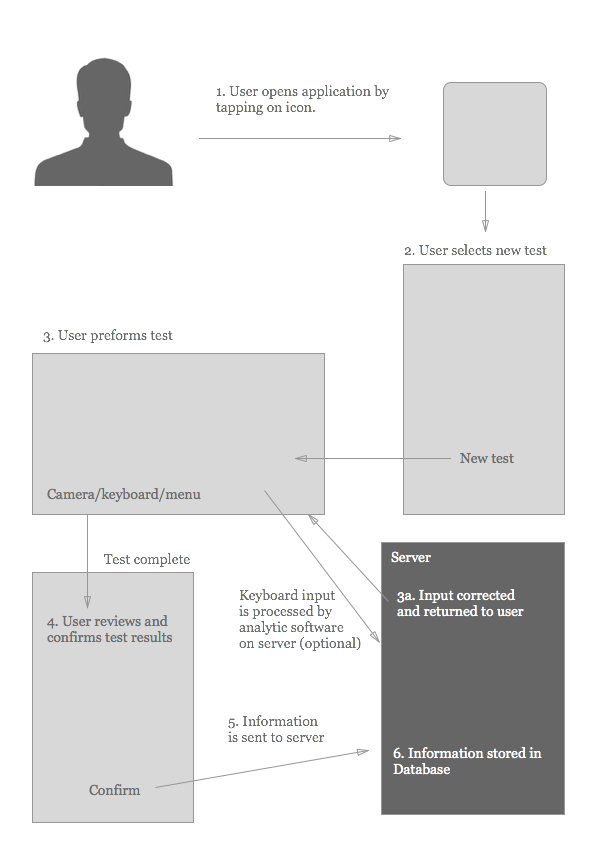 1. User opens application by
tapping on icon.
2. User selects new test
3. User preforms test
New test
Camera/keyboard/menu
Test complete
Server
Keyboard input
is processed by
analytic software
on server (optional)
3a. Input corrected
and returned to user
4. User reviews and
confirms test results
5. Information
is sent to server
6. Information stored in
Database
Confirm